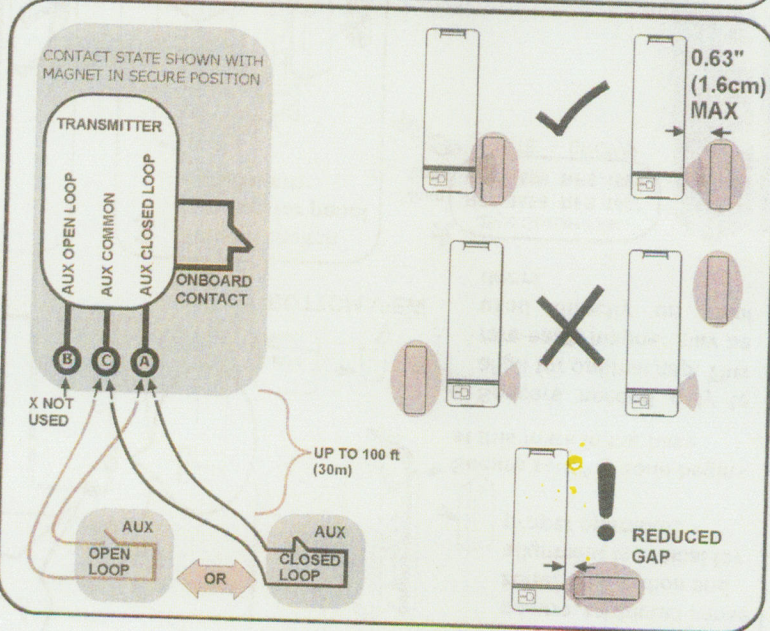 CONTACT STATE SHOWN WITH
MAGNET IN SECURE POSITION
TRANSMITTER
AUX OPEN LOOP
AUX COMMON
AUX CLOSED LOOP
ONBOARD
CONTACT
B
C
A
X NOT
USED
UP TO 100 ft
(30m)
AUX
OPEN
LOOP
OR
AUX
CLOSED
LOOP
0.63"
(1.6cm)
MAX
REDUCED
GAP